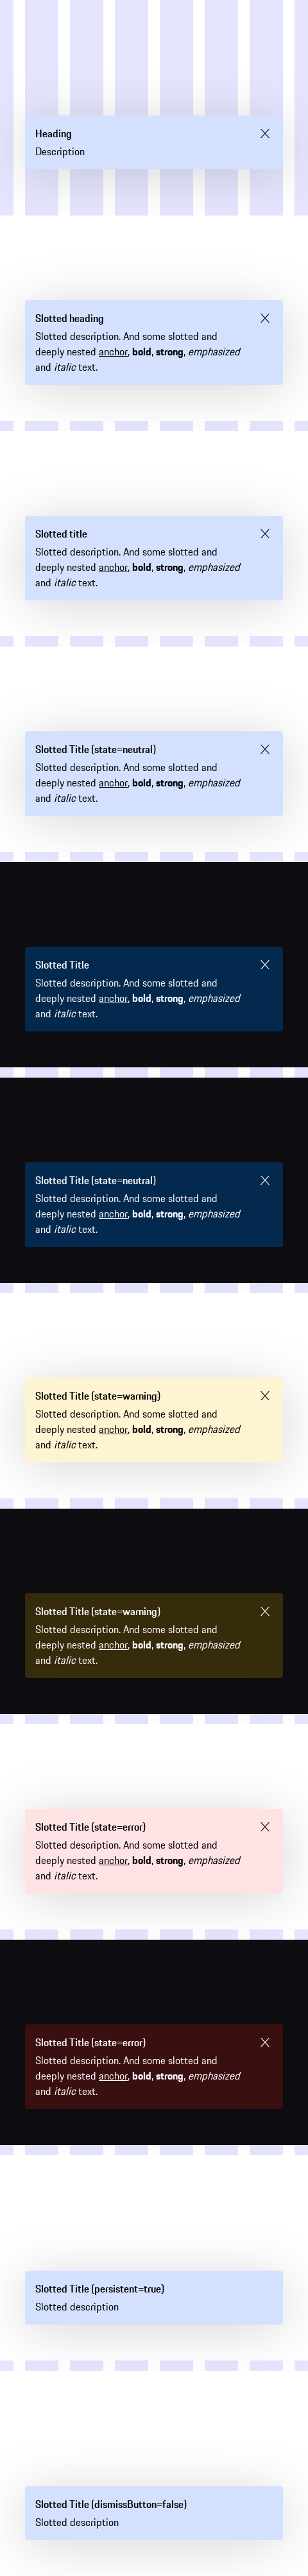 Heading
Description
Slotted heading
Slotted description. And some slotted and
deeply nested anchor, bold, strong, emphasized
and italic text.
Slotted title
Slotted description. And some slotted and
deeply nested anchor, bold, strong, emphasized
and italic text.
Slotted Title (state=neutral)
Slotted description. And some slotted and
deeply nested anchor, bold, strong, emphasized
and italic text.
Slotted Title
Slotted description. And some slotted and
deeply nested anchor, bold, strong, emphasized
and italic text.
Slotted Title (state=neutral)
Slotted description. And some slotted and
deeply nested anchor, bold, strong, emphasized
and italic text.
Slotted Title (state=warning)
Slotted description. And some slotted and
deeply nested anchor, bold, strong, emphasized
and italic text.
Slotted Title (state=warning)
Slotted description. And some slotted and
deeply nested anchor, bold, strong, emphasized
and italic text.
Slotted Title (state=error)
Slotted description. And some slotted and
deeply nested anchor, bold, strong, emphasized
and italic text.
Slotted Title (state=error)
Slotted description. And some slotted and
deeply nested anchor, bold, strong, emphasized
and italic text.
Slotted Title (persistent=true)
Slotted description
Slotted Title (dismissButton=false)
Slotted description